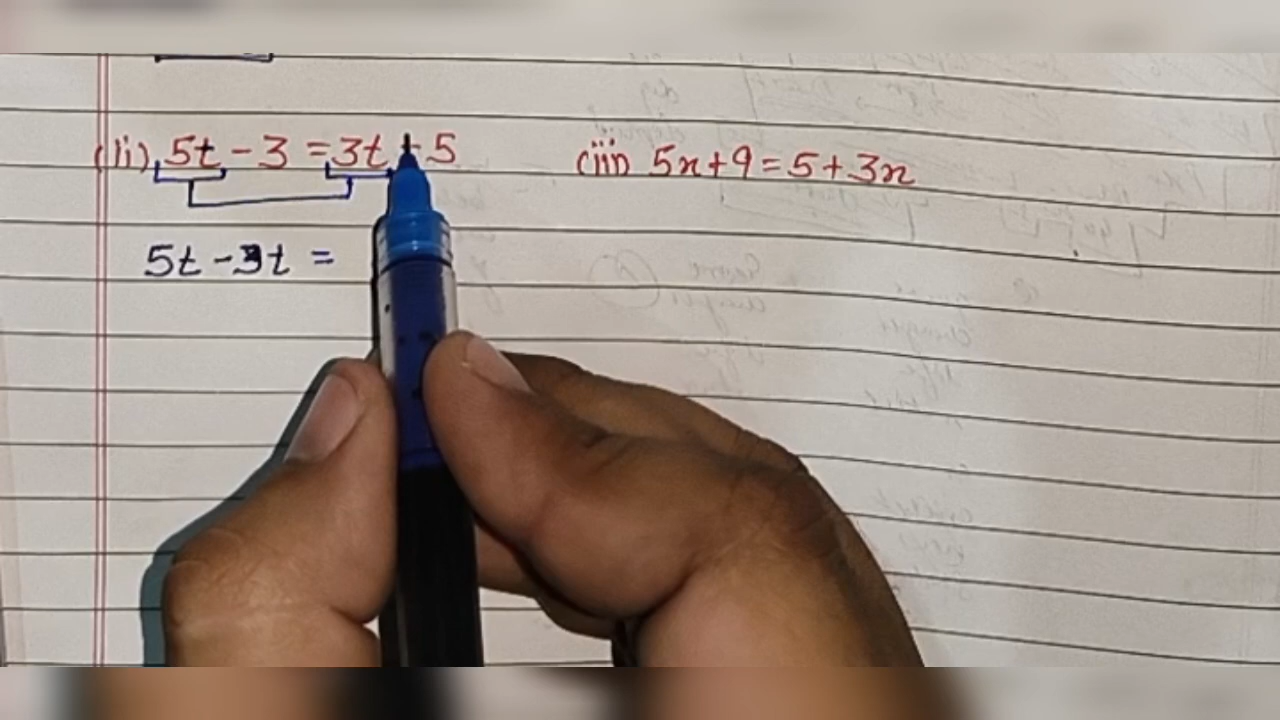 (ii) 5t - 3 = 3t + 5
(iii) 5x + 9 = 5 + 3x
5t - 3t =